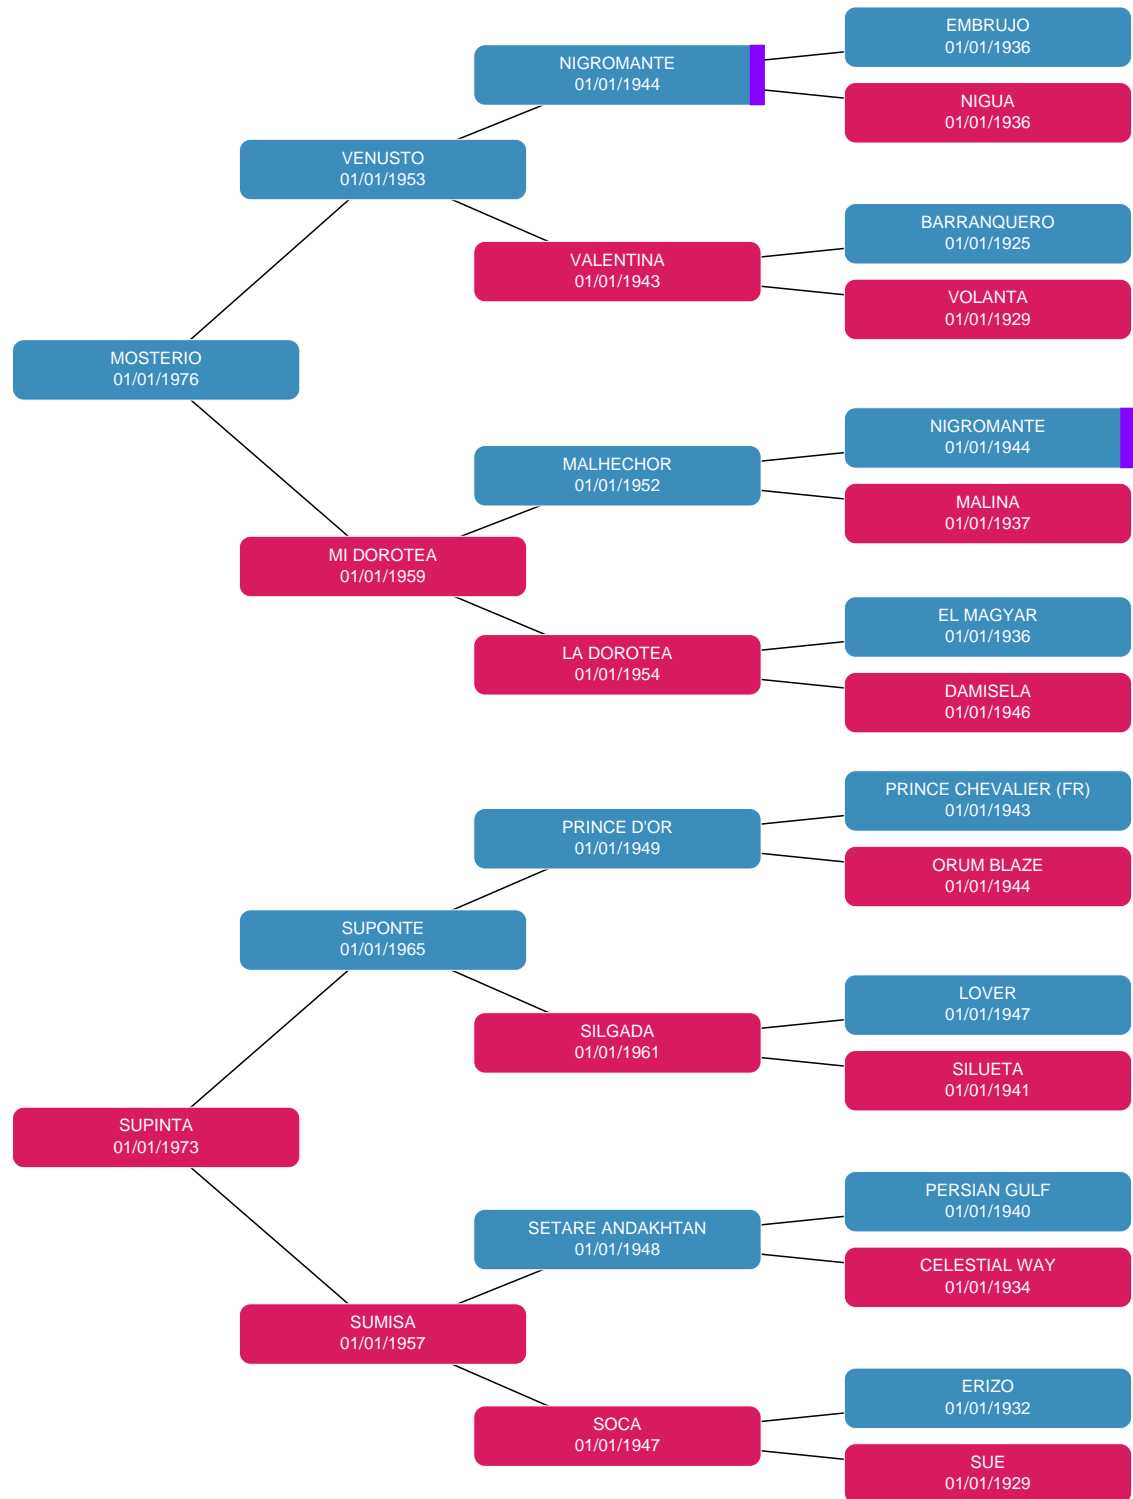 EMBRUJO
01/01/1936
NIGROMANTE
01/01/1944
NIGUA
01/01/1936
VENUSTO
01/01/1953
BARRANQUERO
01/01/1925
VALENTINA
01/01/1943
VOLANTA
01/01/1929
MOSTERIO
01/01/1976
NIGROMANTE
01/01/1944
MALHECHOR
01/01/1952
MALINA
01/01/1937
MI DOROTEA
01/01/1959
EL MAGYAR
01/01/1936
LA DOROTEA
01/01/1954
DAMISELA
01/01/1946
PRINCE CHEVALIER (FR)
01/01/1943
PRINCE D'OR
01/01/1949
ORUM BLAZE
01/01/1944
SUPONTE
01/01/1965
LOVER
01/01/1947
SILGADA
01/01/1961
SILUETA
01/01/1941
SUPINTA
01/01/1973
PERSIAN GULF
01/01/1940
SETARE ANDAKHTAN
01/01/1948
CELESTIAL WAY
01/01/1934
SUMISA
01/01/1957
ERIZO
01/01/1932
SOCA
01/01/1947
SUE
01/01/1929